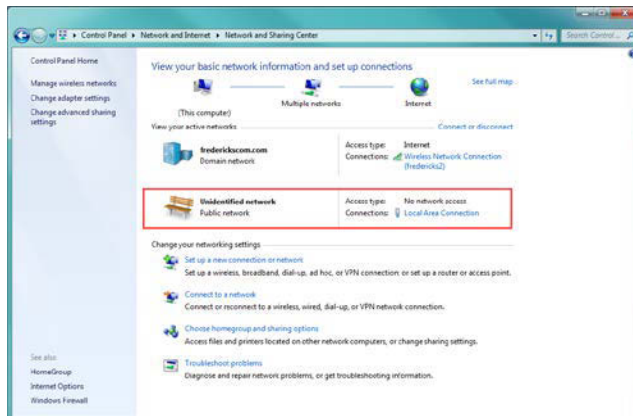 Control Panel ▸ Network and Internet ▸ Network and Sharing Center
Search Control...
Control Panel Home
Manage wireless networks
Change adapter settings
Change advanced sharing
settings
View your basic network information and set up connections
See full map
(This computer)
Multiple networks
Internet
View your active networks
Connect or disconnect
frederickscom.com
Domain network
Access type: Internet
Connections: Wireless Network Connection
(fredericks2)
Unidentified network
Public network
Access type: No network access
Connections: Local Area Connection
Change your networking settings
Set up a new connection or network
Set up a wireless, broadband, dial-up, ad hoc, or VPN connection; or set up a router or access point.
Connect to a network
Connect or reconnect to a wireless, wired, dial-up, or VPN network connection.
Choose homegroup and sharing options
Access files and printers located on other network computers, or change sharing settings.
Troubleshoot problems
Diagnose and repair network problems, or get troubleshooting information.
See also
HomeGroup
Internet Options
Windows Firewall